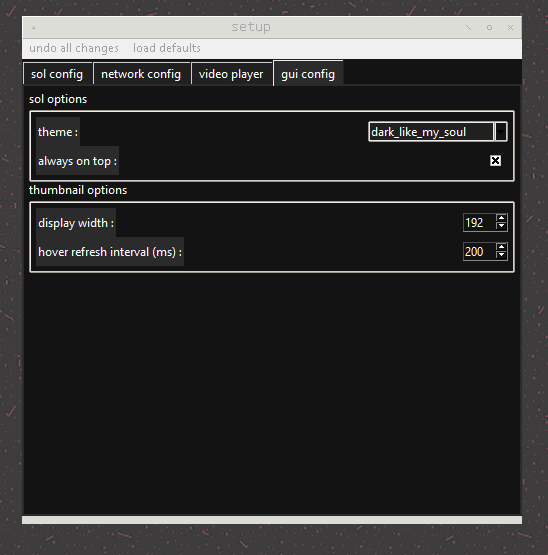 setup
undo all changes load defaults
sol config network config video player gui config
sol options
theme : dark_like_my_soul
always on top :
thumbnail options
display width : 192
hover refresh interval (ms) : 200